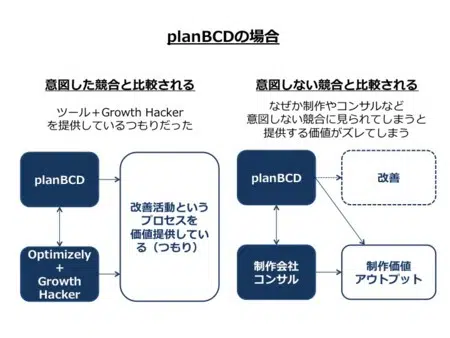 planBCDの場合
意図した競合と比較される
ツール+Growth Hacker
を提供しているつもりだった
planBCD
改善活動という
プロセスを
価値提供してい
る（つもり）
Optimizely
+
Growth
Hacker
意図しない競合と比較される
なぜか制作やコンサルなど
意図しない競合に見られてしまうと
提供する価値がズレてしまう
planBCD
改善
制作会社
コンサル
制作価値
アウトプット